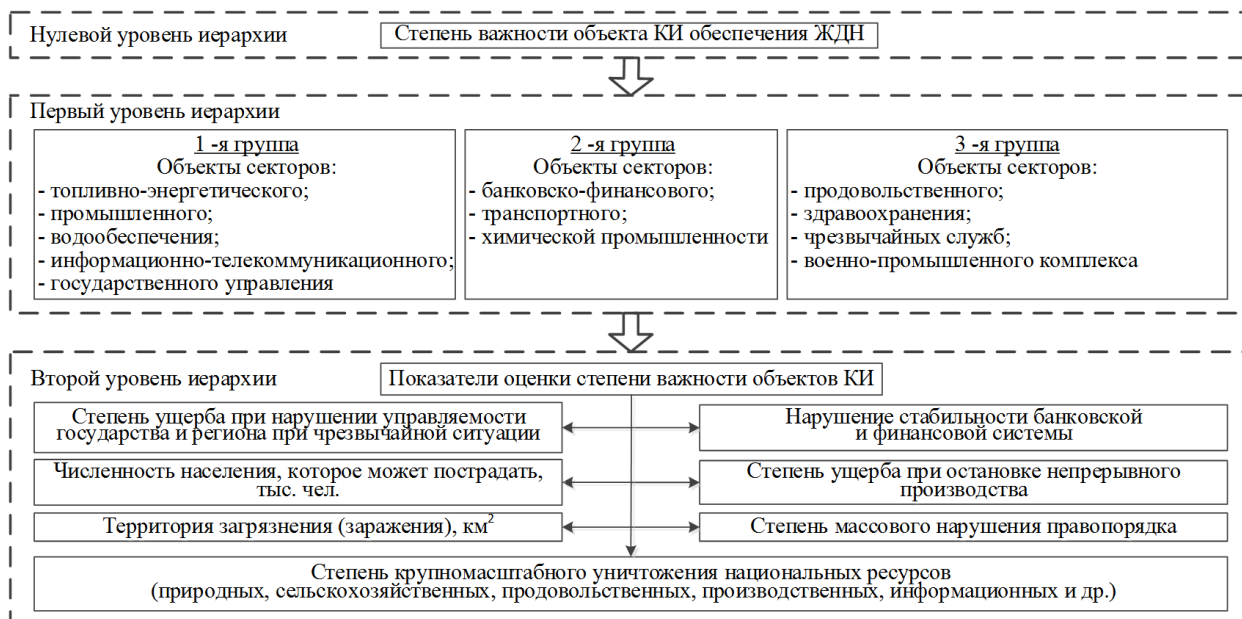 Нулевой уровень иерархии
Степень важности объекта КИ обеспечения ЖДН
Первый уровень иерархии
1 -я группа
Объекты секторов:
- топливно-энергетического;
- промышленного;
- водообеспечения;
- информационно-телекоммуникационного;
- государственного управления
2 -я группа
Объекты секторов:
- банковско-финансового;
- транспортного;
- химической промышленности
3 -я группа
Объекты секторов:
- продовольственного;
- здравоохранения;
- чрезвычайных служб;
- военно-промышленного комплекса
Второй уровень иерархии
Показатели оценки степени важности объектов КИ
Степень ущерба при нарушении управляемости
государства и региона при чрезвычайной ситуации
Нарушение стабильности банковской
и финансовой системы
Численность населения, которое может пострадать,
тыс. чел.
Степень ущерба при остановке непрерывного
производства
Территория загрязнения (заражения), км²
Степень массового нарушения правопорядка
Степень крупномасштабного уничтожения национальных ресурсов
(природных, сельскохозяйственных, продовольственных, производственных, информационных и др.)